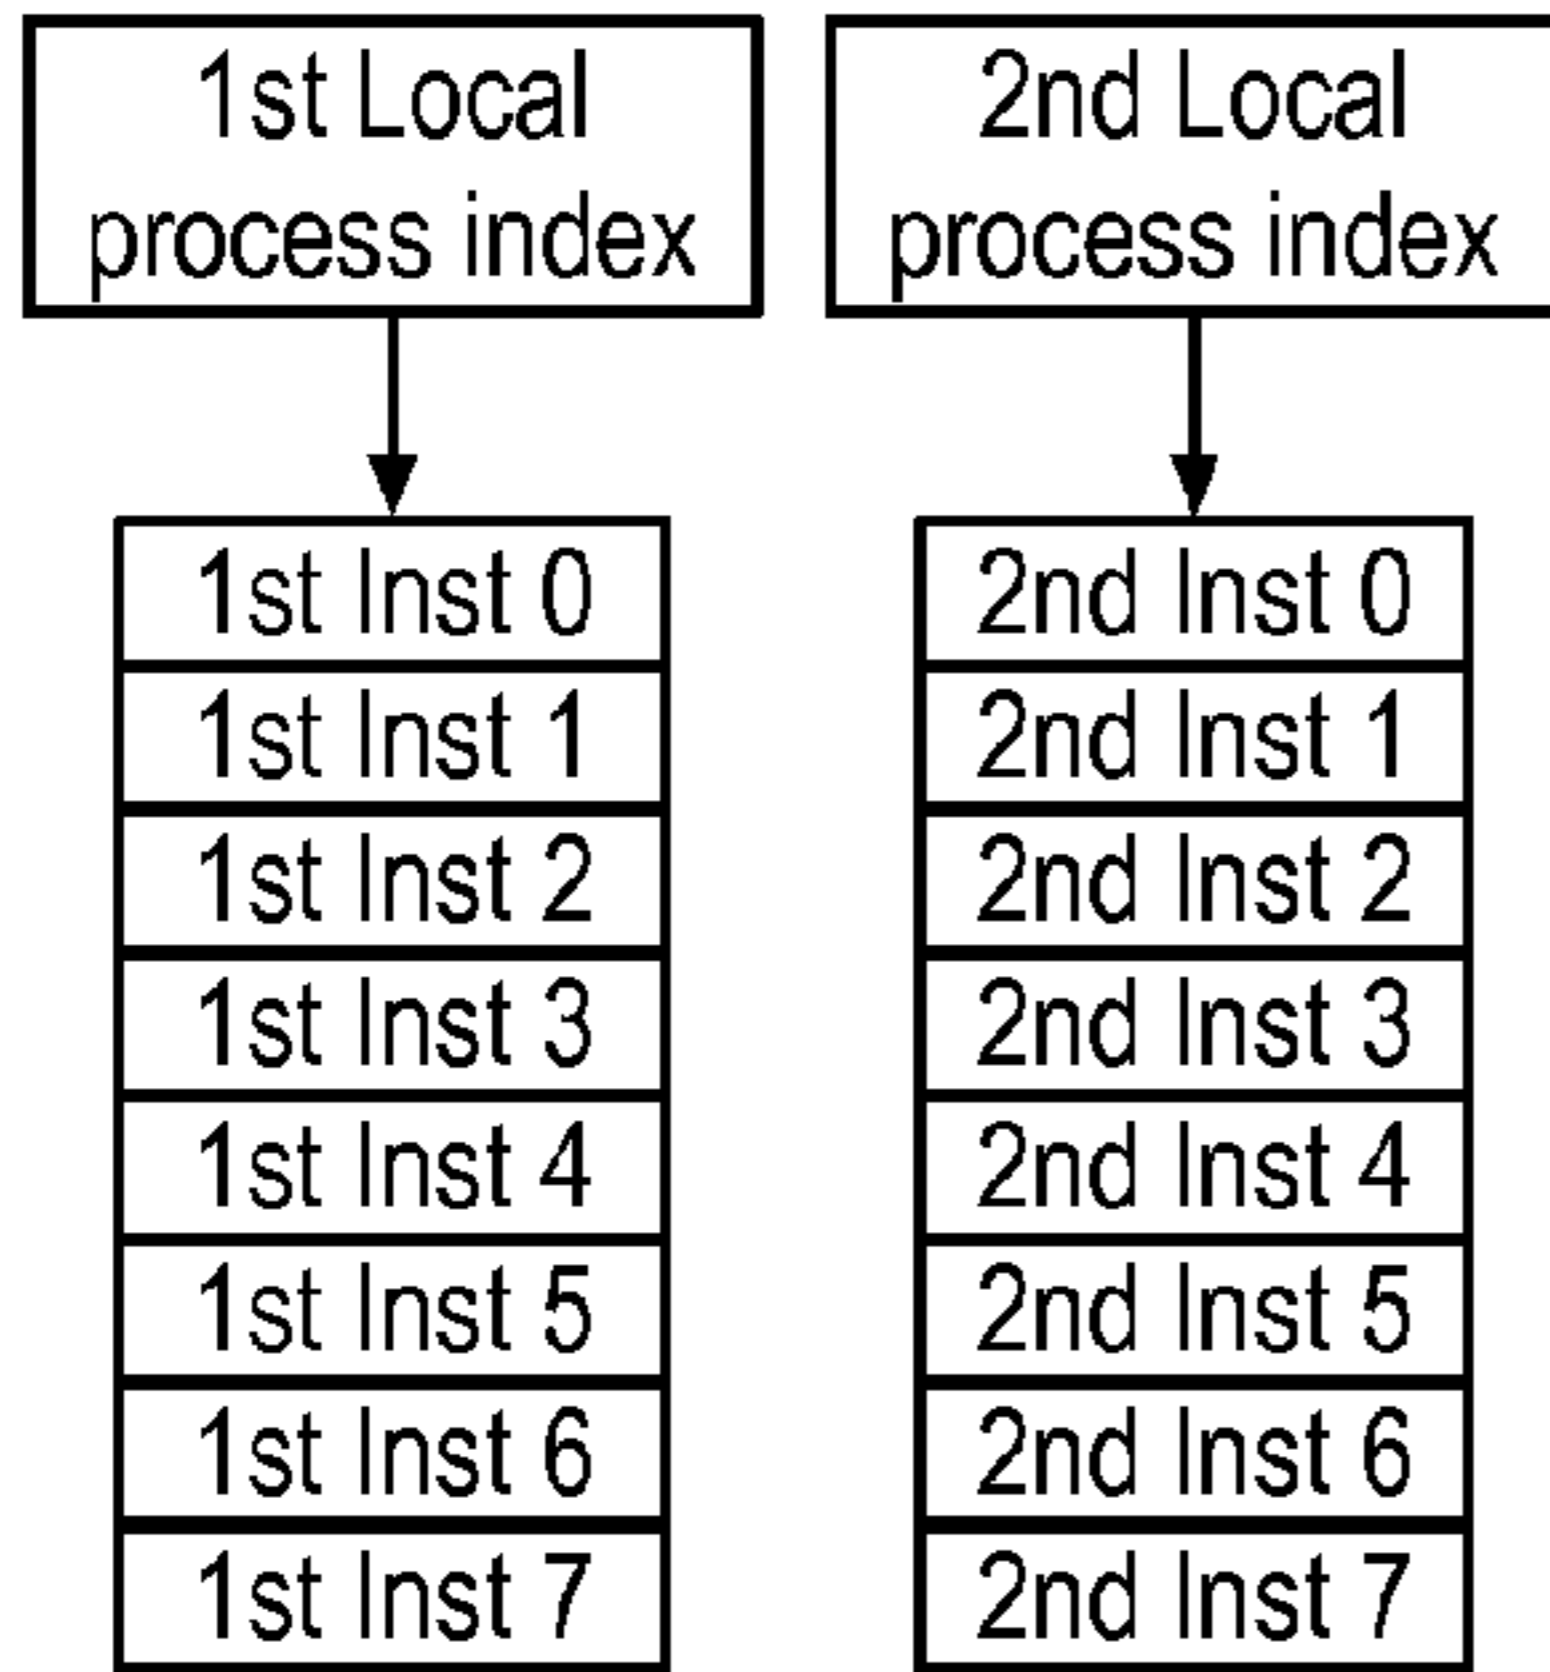 1st Local
process index
2nd Local
process index
1st Inst 0
1st Inst 1
1st Inst 2
1st Inst 3
1st Inst 4
1st Inst 5
1st Inst 6
1st Inst 7
2nd Inst 0
2nd Inst 1
2nd Inst 2
2nd Inst 3
2nd Inst 4
2nd Inst 5
2nd Inst 6
2nd Inst 7